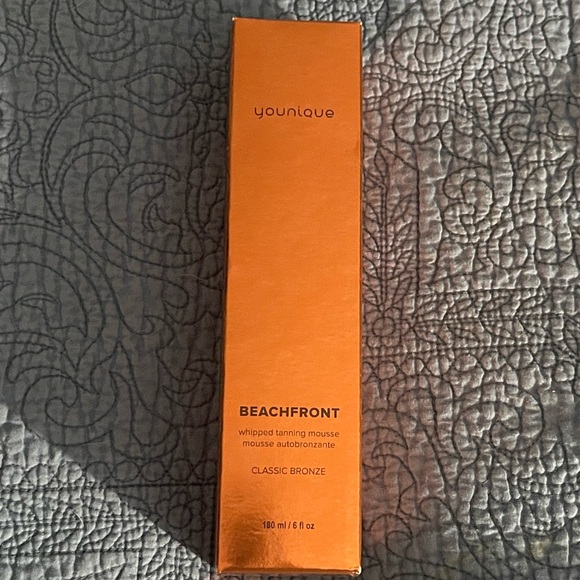 younique
BEACHFRONT
whipped tanning mousse
mousse autobronzante
CLASSIC BRONZE
180 ml / 6 fl oz